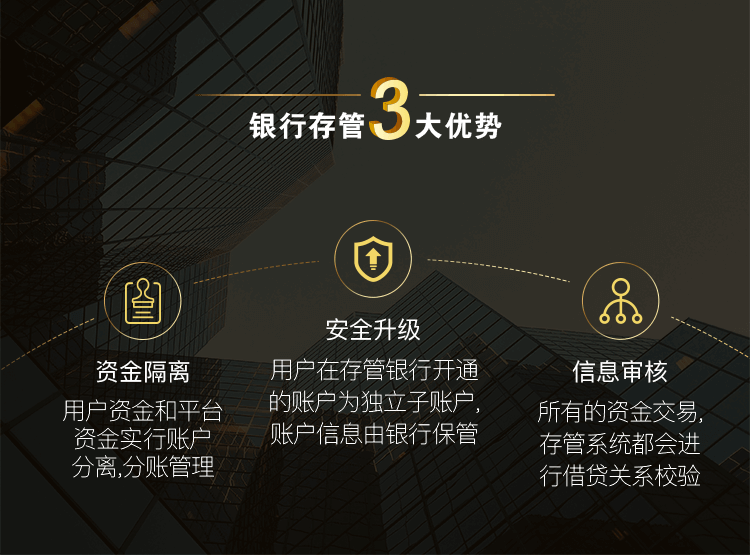 银行存管3大优势
安全升级
用户在存管银行开通
的账户为独立子账户,
账户信息由银行保管
资金隔离
用户资金和平台
资金实行账户
分离,分账管理
信息审核
所有的资金交易,
存管系统都会进
行借贷关系校验